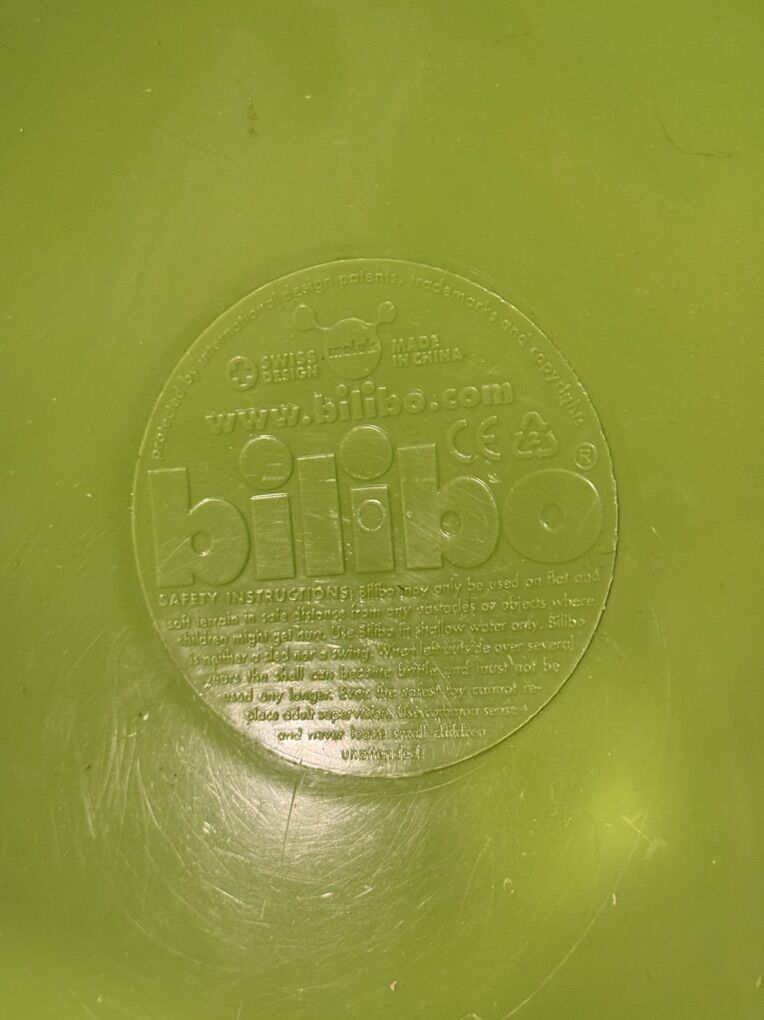 protected by international design patents, trademarks and copyrights
moluk
SWISS DESIGN
MADE IN CHINA
www.bilibo.com
CE 2
bilibo®
SAFETY INSTRUCTIONS: Bilibo may only be used on flat and
soft terrain in safe distance from any obstacles or objects where
children might get hurt. Use Bilibo in shallow water only. Bilibo
is neither a sled nor a swing. When left outside over several
years the shell can become brittle and must not be
used any longer. Even the safest toy cannot re-
place adult supervision. Use common sense
and never leave small children
unattended!